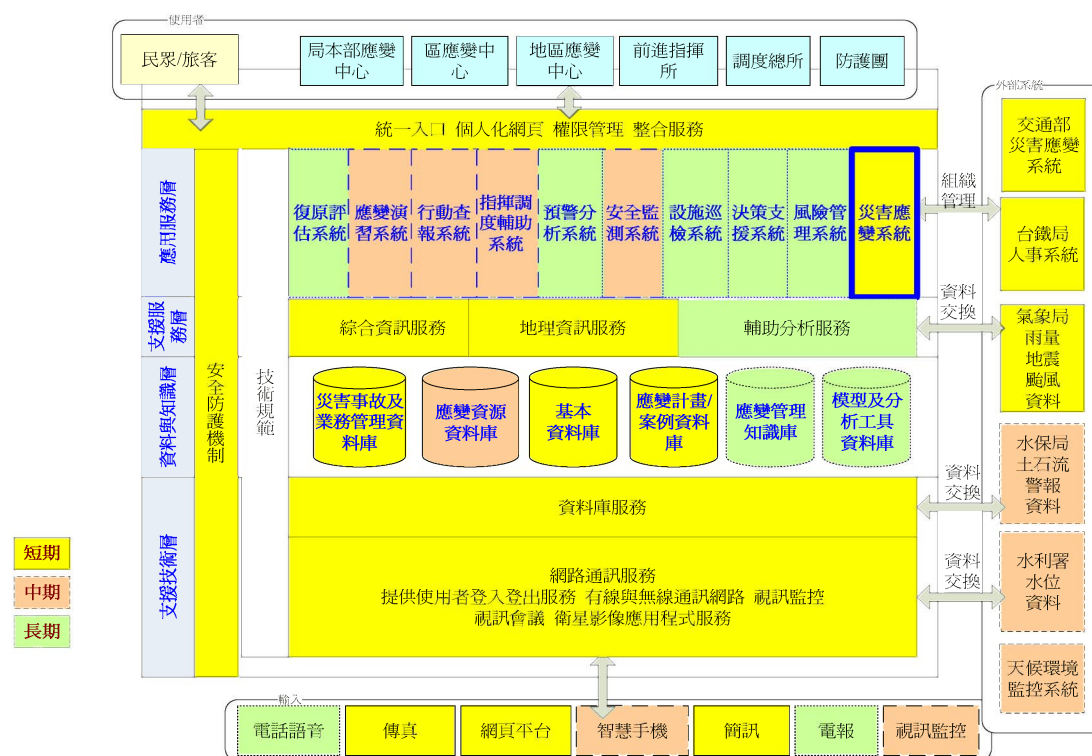 使用者
民眾/旅客
局本部應變
中心
區應變中
心
地區應變
中心
前進指揮
所
調度總所
防護團
外部系統
統一入口 個人化網頁 權限管理 整合服務
應用服務層
復原評
估系統
應變演
習系統
行動查
報系統
指揮調
度輔助
系統
預警分
析系統
安全監
測系統
設施巡
檢系統
決策支
援系統
風險管
理系統
災害應
變系統
組織
管理
交通部
災害應變
系統
台鐵局
人事系統
支援服
務層
綜合資訊服務
地理資訊服務
輔助分析服務
資料
交換
氣象局
雨量
地震
颱風
資料
安全防護機制
技術規範
資料與知識層
災害事故及
業務管理資
料庫
應變資源
資料庫
基本
資料庫
應變計畫/
案例資料
庫
應變管理
知識庫
模型及分
析工具
資料庫
水保局
土石流
警報
資料
資料
交換
支援技術層
資料庫服務
網路通訊服務
提供使用者登入登出服務 有線與無線通訊網路 視訊監控
視訊會議 衛星影像應用程式服務
資料
交換
水利署
水位
資料
天候環境
監控系統
短期
中期
長期
輸入
電話語音
傳真
網頁平台
智慧手機
簡訊
電報
視訊監控